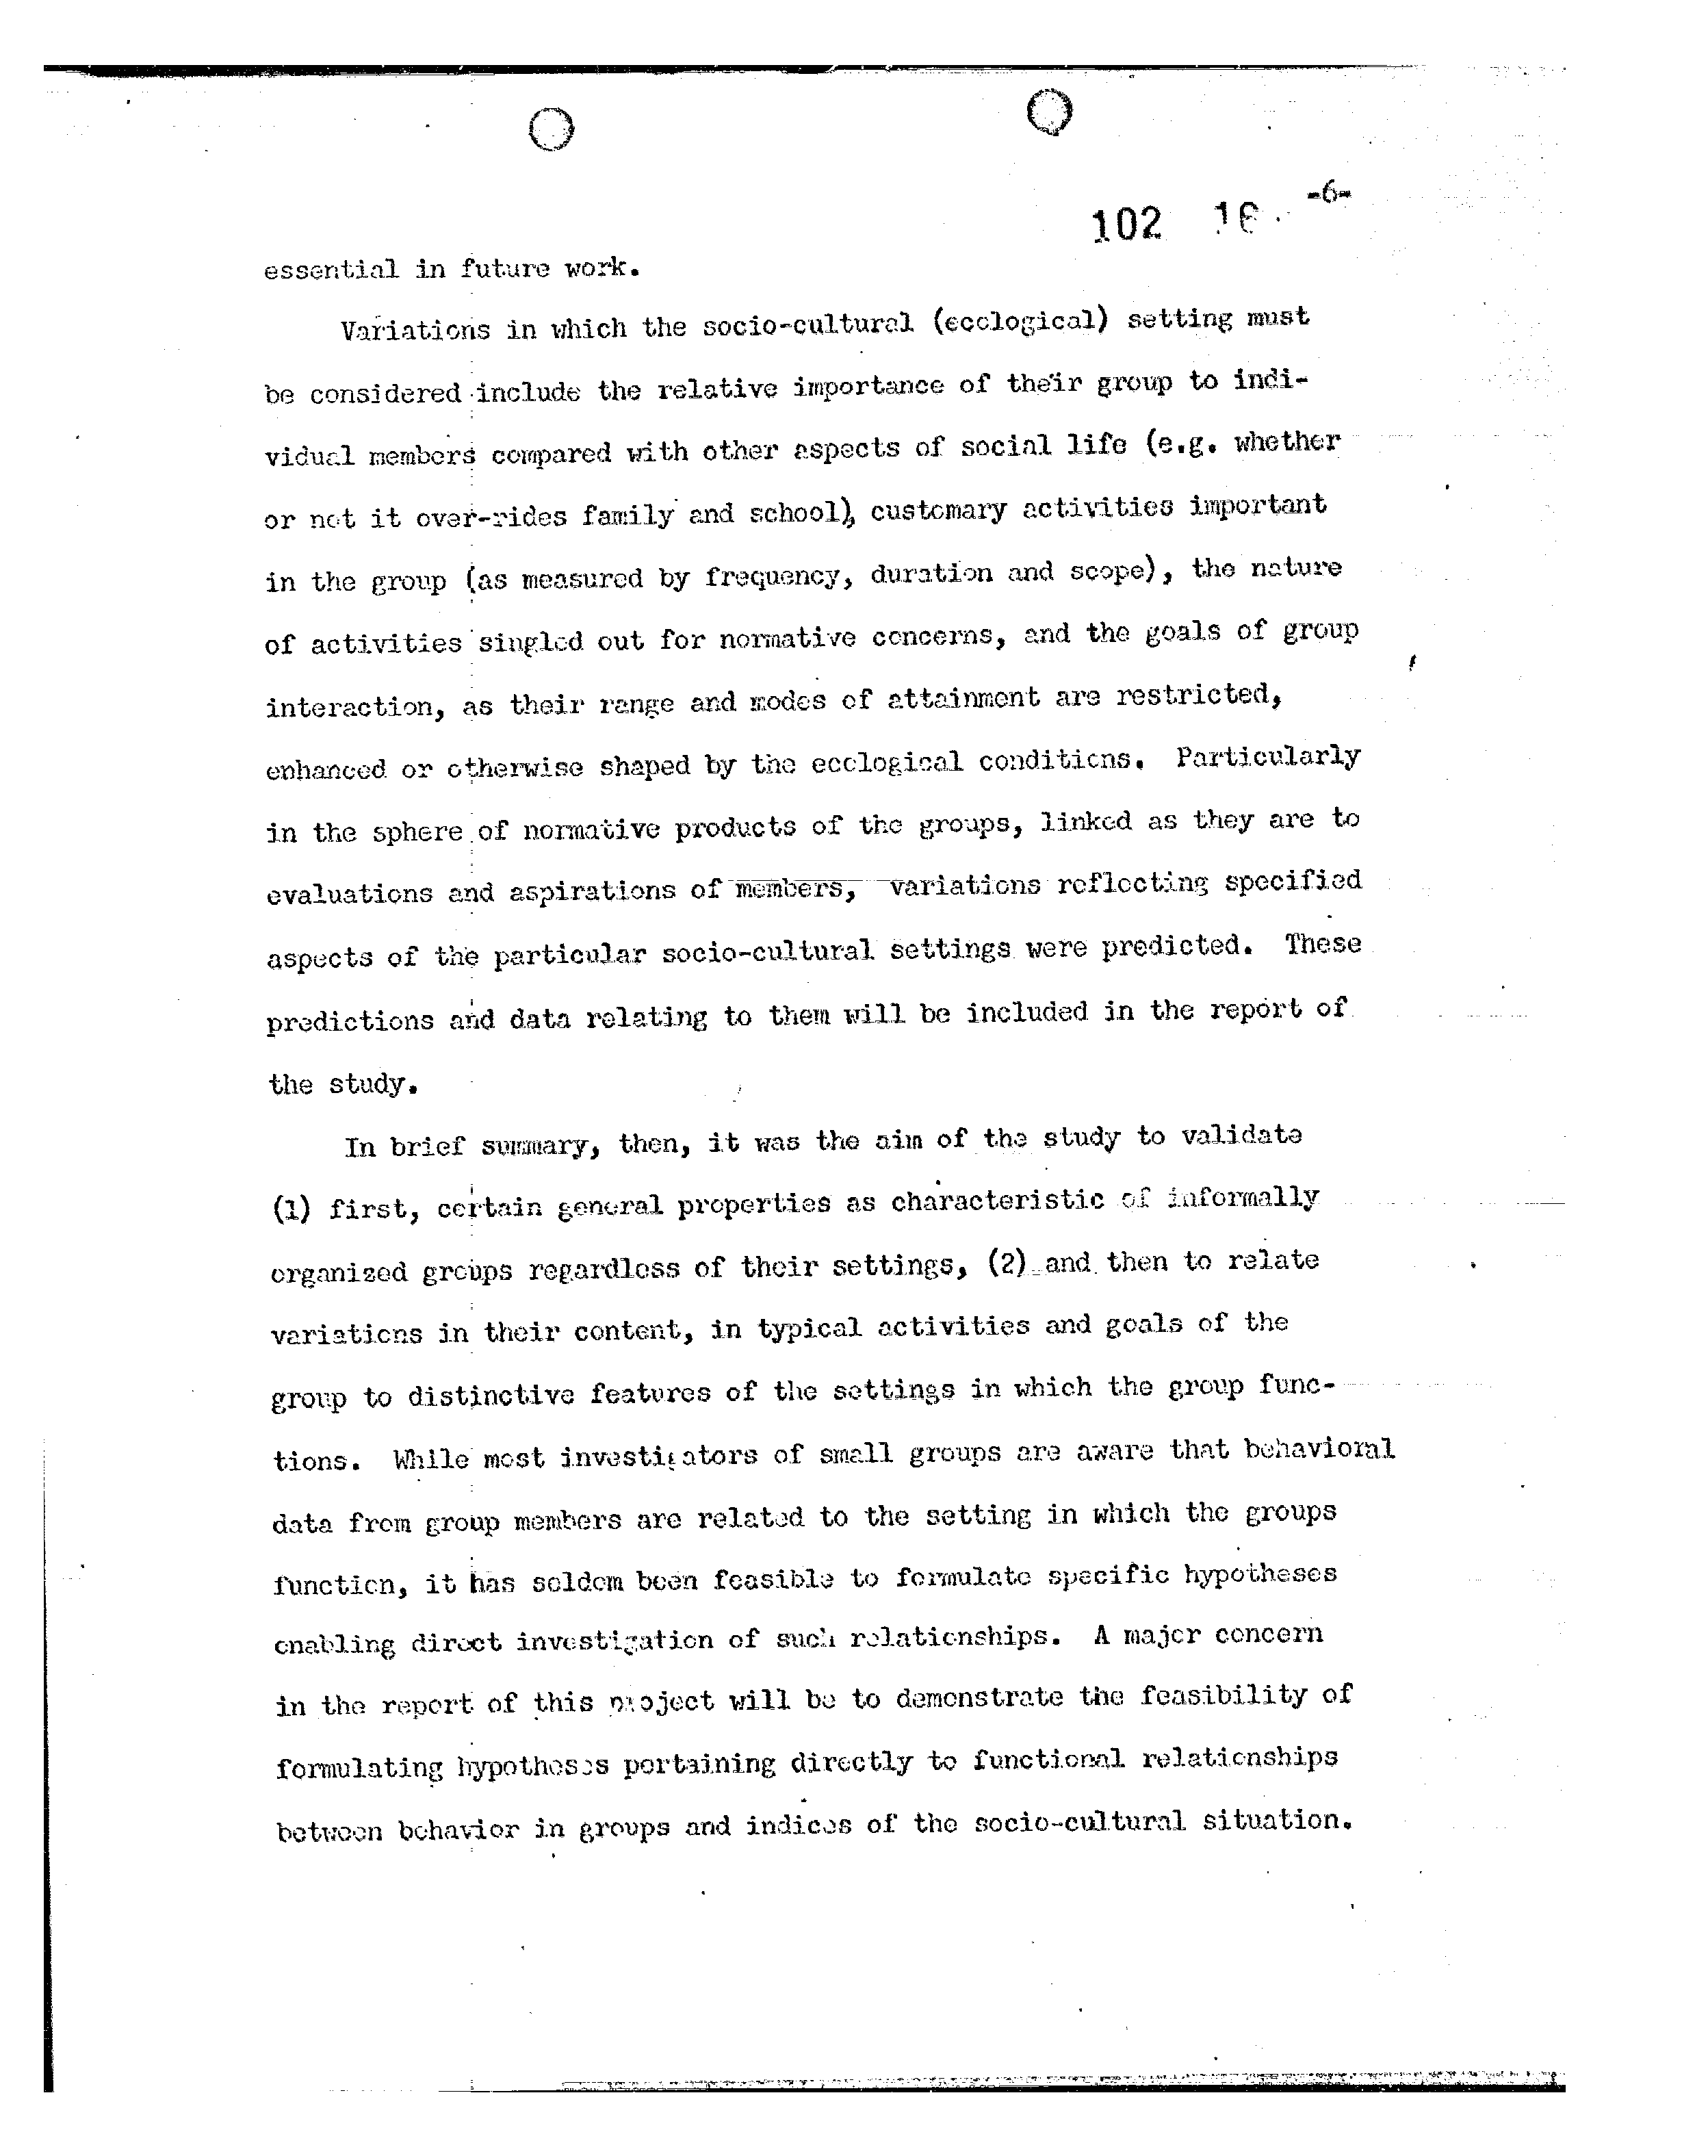 -6-
102
essential in future work.
Variations in which the socio-cultural (ecological) setting must
be considered include the relative importance of their group to indi-
vidual members compared with other aspects of social life (e.g. whether
or not it over-rides family and school), customary activities important
in the group (as measured by frequency, duration and scope), the nature
of activities singled out for normative concerns, and the goals of group
interaction, as their range and modes of attainment are restricted,
enhanced or otherwise shaped by the ecological conditions. Particularly
in the sphere of normative products of the groups, linked as they are to
evaluations and aspirations of members, variations reflecting specified
aspects of the particular socio-cultural settings were predicted. These
predictions and data relating to them will be included in the report of
the study.
In brief summary, then, it was the aim of the study to validate
(1) first, certain general properties as characteristic of informally
organized groups regardless of their settings, (2) and then to relate
variations in their content, in typical activities and goals of the
group to distinctive features of the settings in which the group func-
tions. While most investigators of small groups are aware that behavioral
data from group members are related to the setting in which the groups
function, it has seldom been feasible to formulate specific hypotheses
enabling direct investigation of such relationships. A major concern
in the report of this project will be to demonstrate the feasibility of
formulating hypotheses pertaining directly to functional relationships
between behavior in groups and indices of the socio-cultural situation.